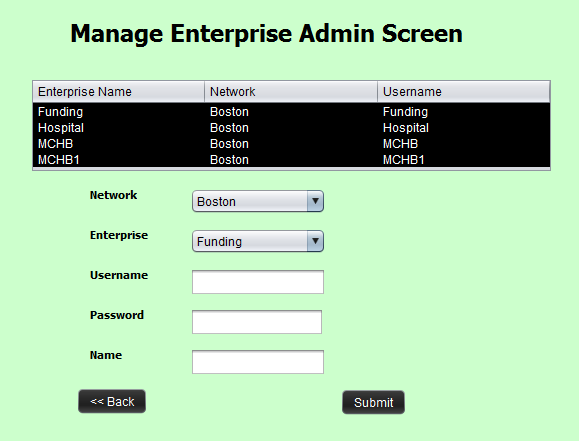 Manage Enterprise Admin Screen
Enterprise Name Network Username
Funding Boston Funding
Hospital Boston Hospital
MCHB Boston MCHB
MCHB1 Boston MCHB1
Network Boston
Enterprise Funding
Username
Password
Name
<< Back Submit